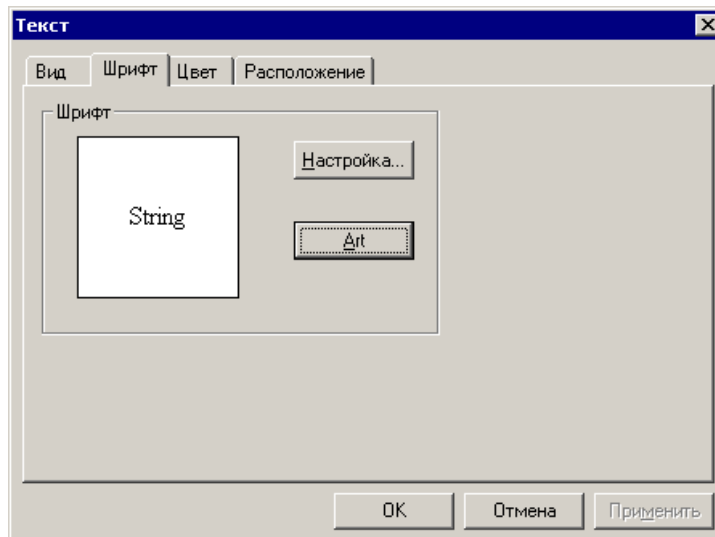 Текст
Вид Шрифт Цвет Расположение
Шрифт
Настройка...
String
Art
OK Отмена Применить